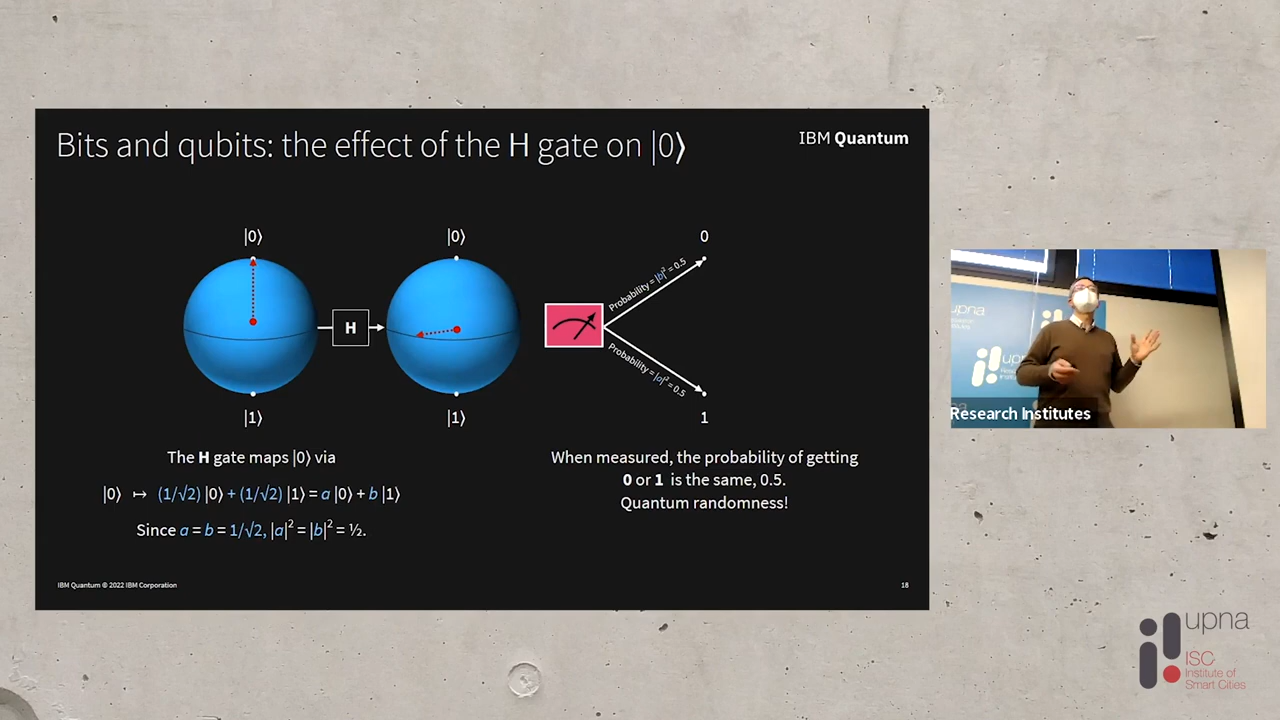 Bits and qubits: the effect of the H gate on |0⟩
IBM Quantum
|0⟩
|0⟩
0
Probability = |b|² = 0.5
H
Probability = |a|² = 0.5
|1⟩
|1⟩
1
The H gate maps |0⟩ via
|0⟩ ↦ (1/√2) |0⟩ + (1/√2) |1⟩ = a |0⟩ + b |1⟩
Since a = b = 1/√2, |a|² = |b|² = ½.
When measured, the probability of getting
0 or 1 is the same, 0.5.
Quantum randomness!
IBM Quantum © 2022 IBM Corporation
18
upna
upna
Research Institutes
upna
ISC
Institute of
Smart Cities